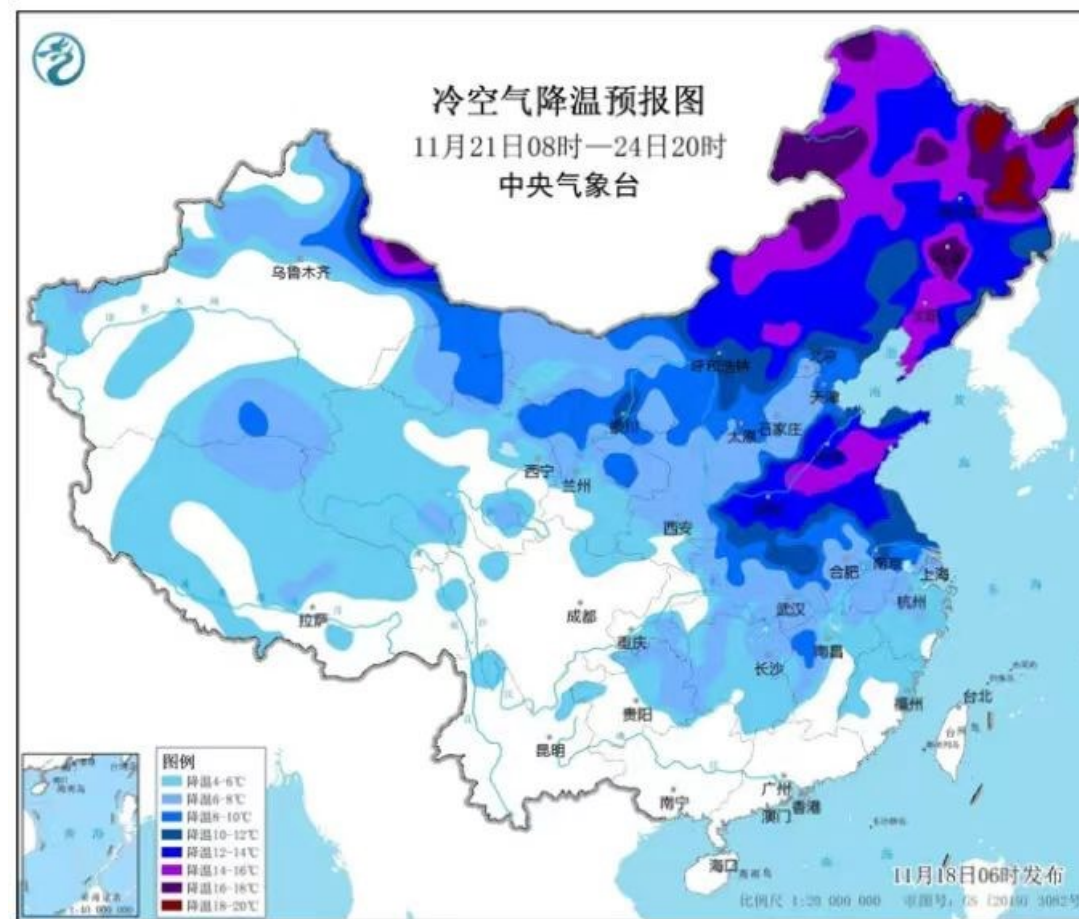 冷空气降温预报图
11月21日08时—24日20时
中央气象台
乌鲁木齐
呼和浩特
北京
天津
银川
太原
石家庄
西宁
兰州
西安
合肥
南京
上海
拉萨
成都
武汉
杭州
重庆
长沙
南昌
贵阳
福州
台北
昆明
广州
香港
南宁
澳门
海口
海南岛
图例
降温4-6℃
降温6-8℃
降温8-10℃
降温10-12℃
降温12-14℃
降温14-16℃
降温16-18℃
降温18-20℃
1:40 000 000
11月18日06时发布
比例尺 1:20 000 000